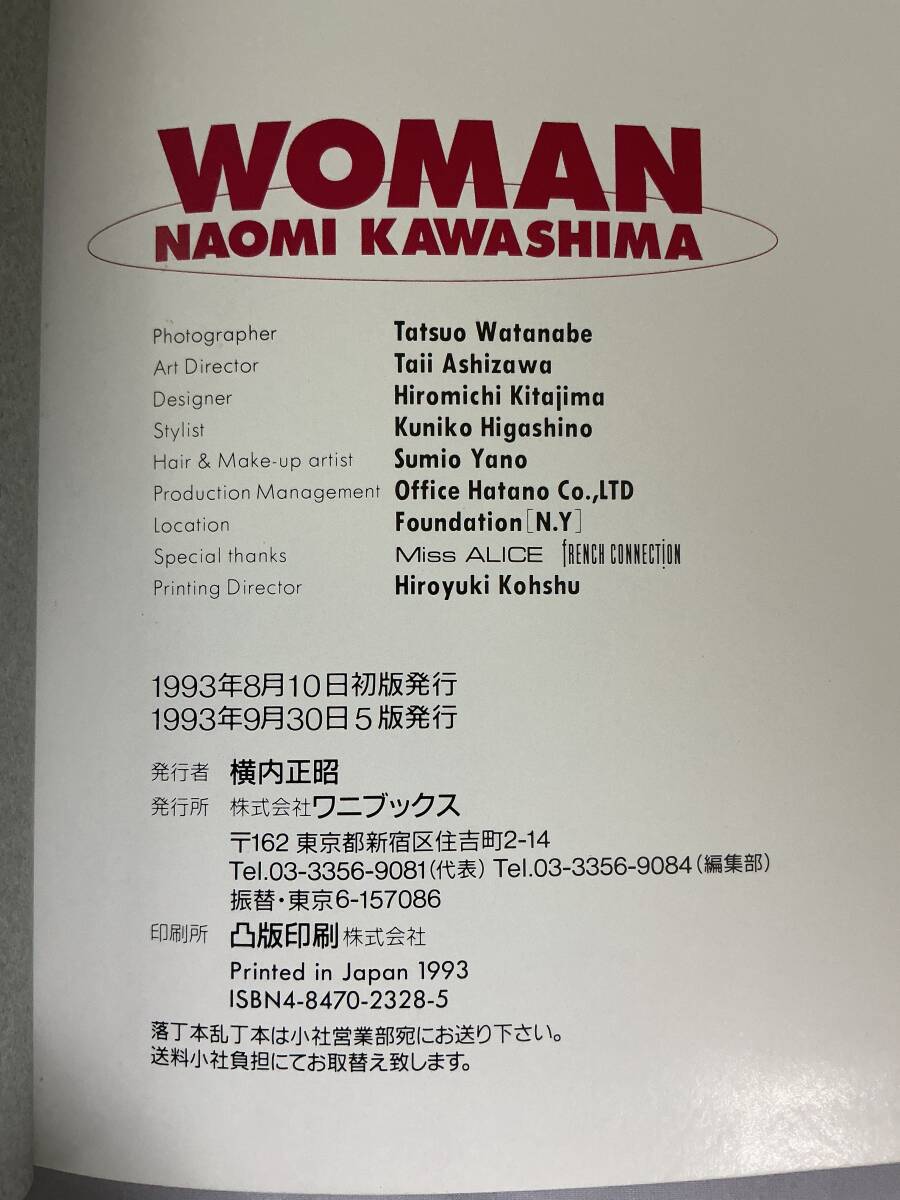 WOMAN
NAOMI KAWASHIMA
Photographer Tatsuo Watanabe
Art Director Taii Ashizawa
Designer Hiromichi Kitajima
Stylist Kuniko Higashino
Hair & Make-up artist Sumio Yano
Production Management Office Hatano Co.,LTD
Location Foundation[N.Y]
Special thanks Miss ALICE fRENCH CONNECTION
Printing Director Hiroyuki Kohshu
1993年8月10日初版発行
1993年9月30日5版発行
発行者 横内正昭
発行所 株式会社ワニブックス
〒162 東京都新宿区住吉町2-14
Tel.03-3356-9081(代表) Tel.03-3356-9084(編集部)
振替・東京6-157086
印刷所 凸版印刷株式会社
Printed in Japan 1993
ISBN4-8470-2328-5
落丁本乱丁本は小社営業部宛にお送り下さい。
送料小社負担にてお取替え致します。